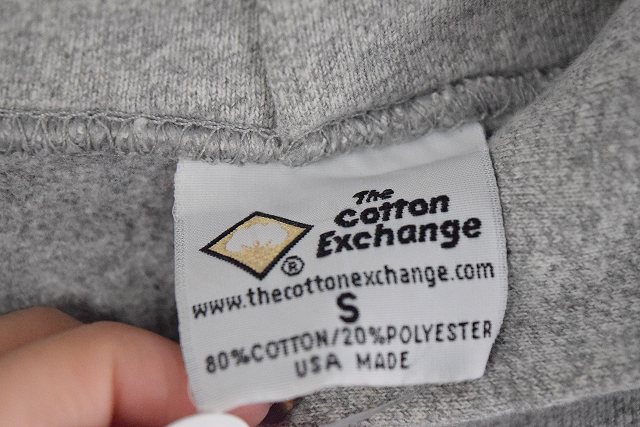 The
Cotton
Exchange
®
www.thecottonexchange.com
S
80%COTTON/20%POLYESTER
USA MADE